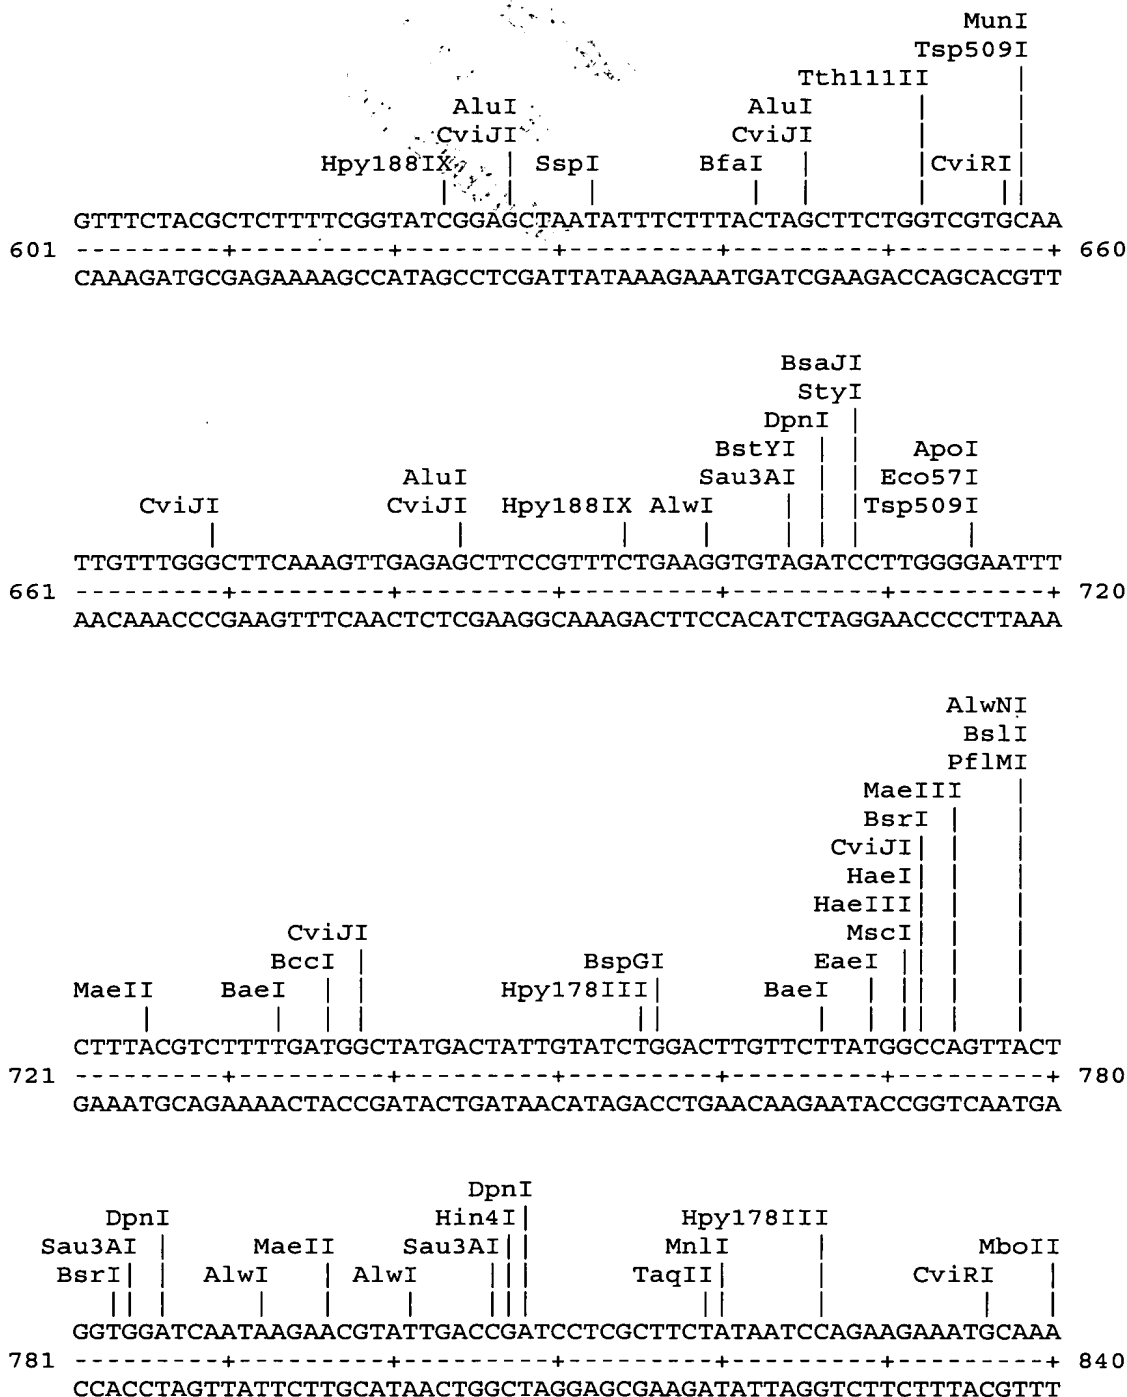 MunI
Tsp509I
Tth111II
AluI AluI
CviJI CviJI
Hpy188IX SspI BfaI CviRI
GTTTCTACGCTCTTTTCGGTATCGGAGCTAATATTTCTTTACTAGCTTCTGGTCGTGCAA
601 ---------+---------+---------+---------+---------+---------+ 660
CAAAGATGCGAGAAAAGCCATAGCCTCGATTATAAAGAAATGATCGAAGACCAGCACGTT
BsaJI
StyI
DpnI
BstYI ApoI
AluI Sau3AI Eco57I
CviJI CviJI Hpy188IX AlwI Tsp509I
TTGTTTGGGCTTCAAAGTTGAGAGCTTCCGTTTCTGAAGGTGTAGATCCTTGGGGAATTT
661 ---------+---------+---------+---------+---------+---------+ 720
AACAAACCCGAAGTTTCAACTCTCGAAGGCAAAGACTTCCACATCTAGGAACCCCTTAAA
AlwNI
BslI
PflMI
MaeIII
BsrI
CviJI
HaeI
HaeIII
CviJI MscI
BccI BspGI EaeI
MaeII BaeI Hpy178III BaeI
CTTTACGTCTTTTGATGGCTATGACTATTGTATCTGGACTTGTTCTTATGGCCAGTTACT
721 ---------+---------+---------+---------+---------+---------+ 780
GAAATGCAGAAAACTACCGATACTGATAACATAGACCTGAACAAGAATACCGGTCAATGA
DpnI
DpnI Hin4I Hpy178III
Sau3AI MaeII Sau3AI MnlI MboII
BsrI AlwI AlwI TaqII CviRI
GGTGGATCAATAAGAACGTATTGACCGATCCTCGCTTCTATAATCCAGAAGAAATGCAAA
781 ---------+---------+---------+---------+---------+---------+ 840
CCACCTAGTTATTCTTGCATAACTGGCTAGGAGCGAAGATATTAGGTCTTCTTTACGTTT